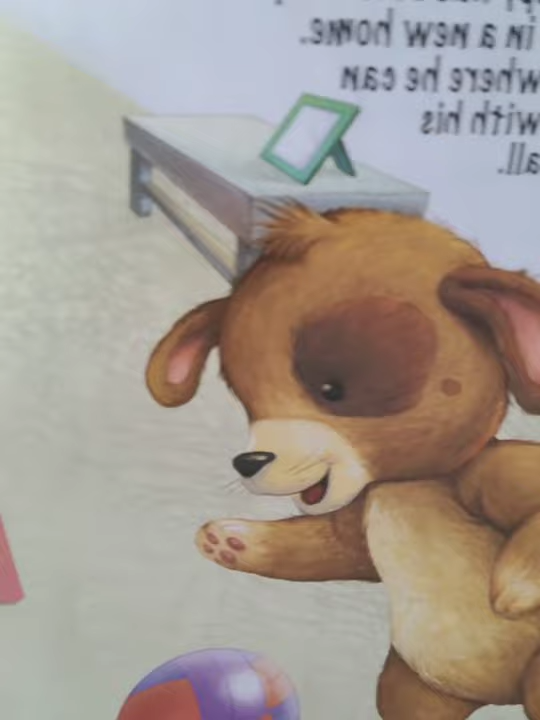 in a new home.
where he can
with his
all.